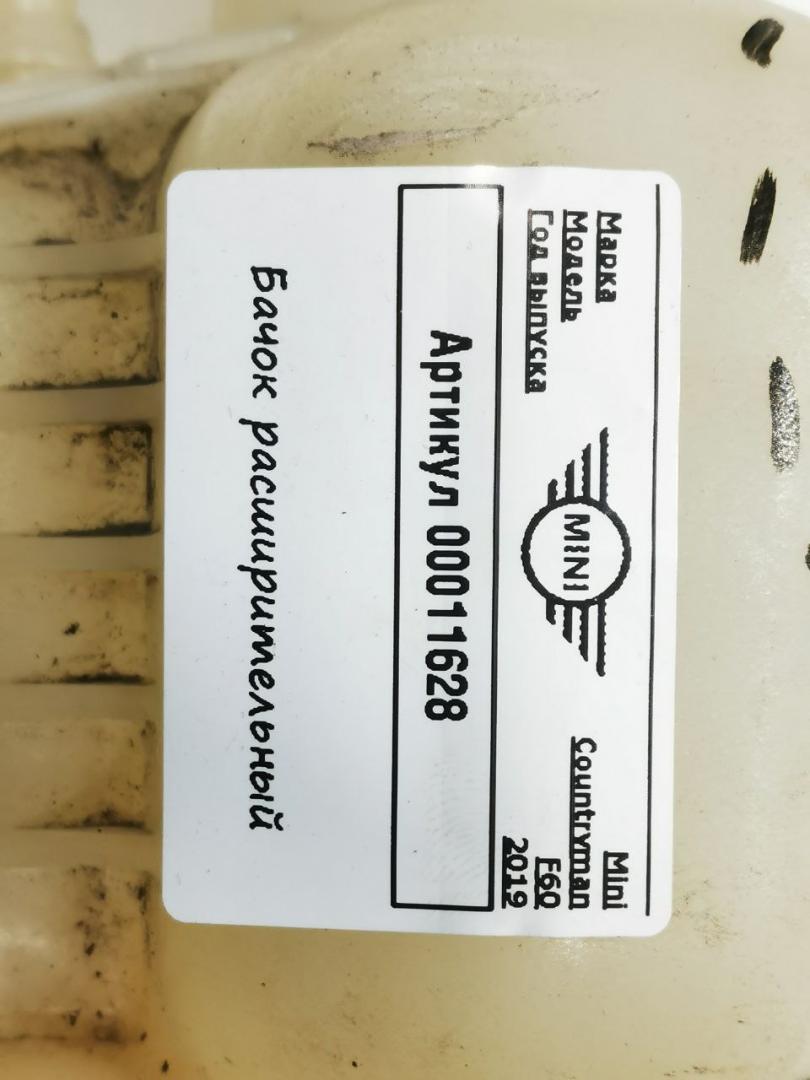 Марка Mini
Модель Countryman
F60
Год выпуска 2019
MINI
Артикул 00011628
Бачок расширительный